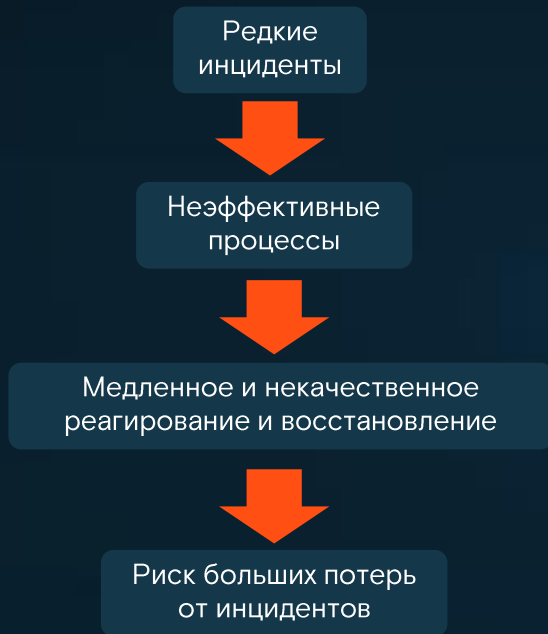 Редкие
инциденты
Неэффективные
процессы
Медленное и некачественное
реагирование и восстановление
Риск больших потерь
от инцидентов